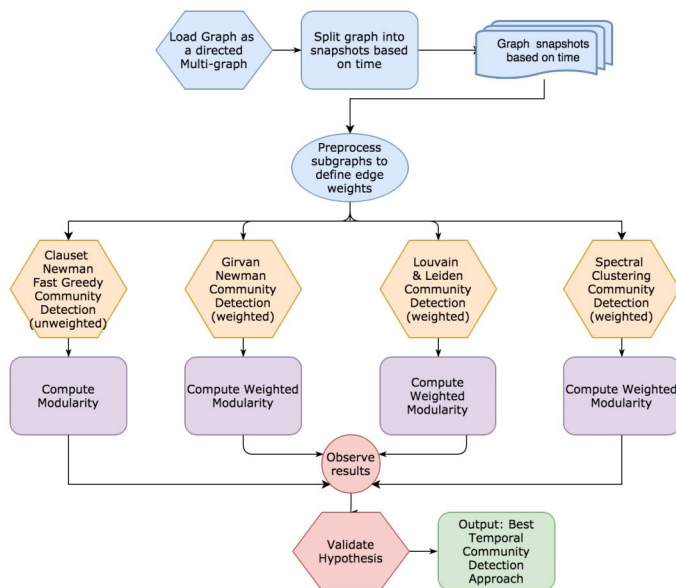 Load Graph as
a directed
Multi-graph
Split graph into
snapshots based
on time
Graph snapshots
based on time
Preprocess
subgraphs to
define edge
weights
Clauset
Newman
Fast Greedy
Community
Detection
(unweighted)
Girvan
Newman
Community
Detection
(weighted)
Louvain
& Leiden
Community
Detection
(weighted)
Spectral
Clustering
Community
Detection
(weighted)
Compute
Modularity
Compute Weighted
Modularity
Compute
Weighted
Modularity
Compute Weighted
Modularity
Observe
results
Validate
Hypothesis
Output: Best
Temporal
Community
Detection
Approach